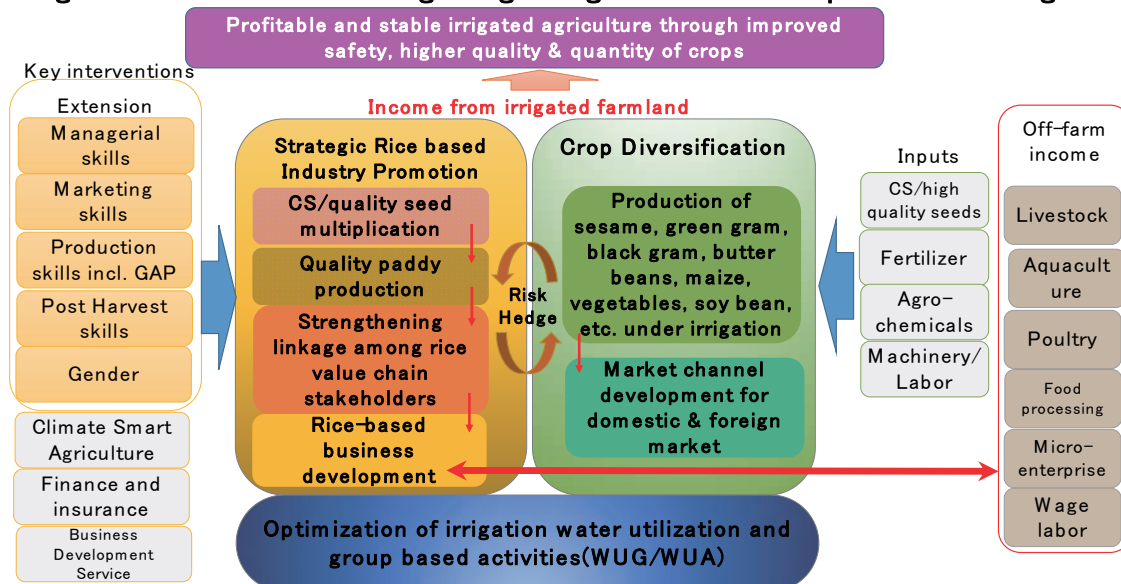 Profitable and stable irrigated agriculture through improved
safety, higher quality & quantity of crops
Key interventions
Extension
Managerial
skills
Marketing
skills
Production
skills incl. GAP
Post Harvest
skills
Gender
Climate Smart
Agriculture
Finance and
insurance
Business
Development
Service
Income from irrigated farmland
Strategic Rice based
Industry Promotion
CS/quality seed
multiplication
Quality paddy
production
Strengthening
linkage among rice
value chain
stakeholders
Rice-based
business
development
Risk
Hedge
Crop Diversification
Production of
sesame, green gram,
black gram, butter
beans, maize,
vegetables, soy bean,
etc. under irrigation
Market channel
development for
domestic & foreign
market
Optimization of irrigation water utilization and
group based activities(WUG/WUA)
Inputs
CS/high
quality seeds
Fertilizer
Agro-
chemicals
Machinery/
Labor
Off-farm
income
Livestock
Aquacult
ure
Poultry
Food
processing
Micro-
enterprise
Wage
labor